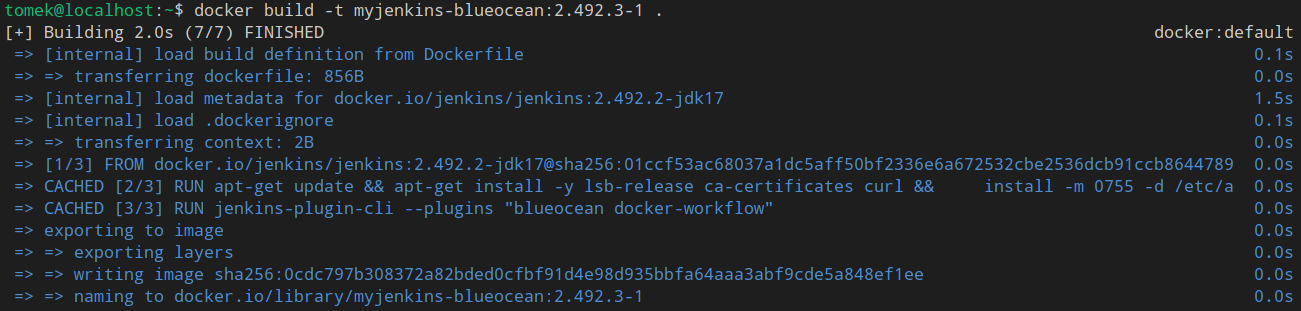 tomek@localhost:~$ docker build -t myjenkins-blueocean:2.492.3-1 .
[+] Building 2.0s (7/7) FINISHED docker:default
=> [internal] load build definition from Dockerfile 0.1s
=> => transferring dockerfile: 856B 0.0s
=> [internal] load metadata for docker.io/jenkins/jenkins:2.492.2-jdk17 1.5s
=> [internal] load .dockerignore 0.1s
=> => transferring context: 2B 0.0s
=> [1/3] FROM docker.io/jenkins/jenkins:2.492.2-jdk17@sha256:01ccf53ac68037a1dc5aff50bf2336e6a672532cbe2536dcb91ccb8644789 0.0s
=> CACHED [2/3] RUN apt-get update && apt-get install -y lsb-release ca-certificates curl &&     install -m 0755 -d /etc/a 0.0s
=> CACHED [3/3] RUN jenkins-plugin-cli --plugins "blueocean docker-workflow" 0.0s
=> exporting to image 0.0s
=> => exporting layers 0.0s
=> => writing image sha256:0cdc797b308372a82bded0cfbf91d4e98d935bbfa64aaa3abf9cde5a848ef1ee 0.0s
=> => naming to docker.io/library/myjenkins-blueocean:2.492.3-1 0.0s